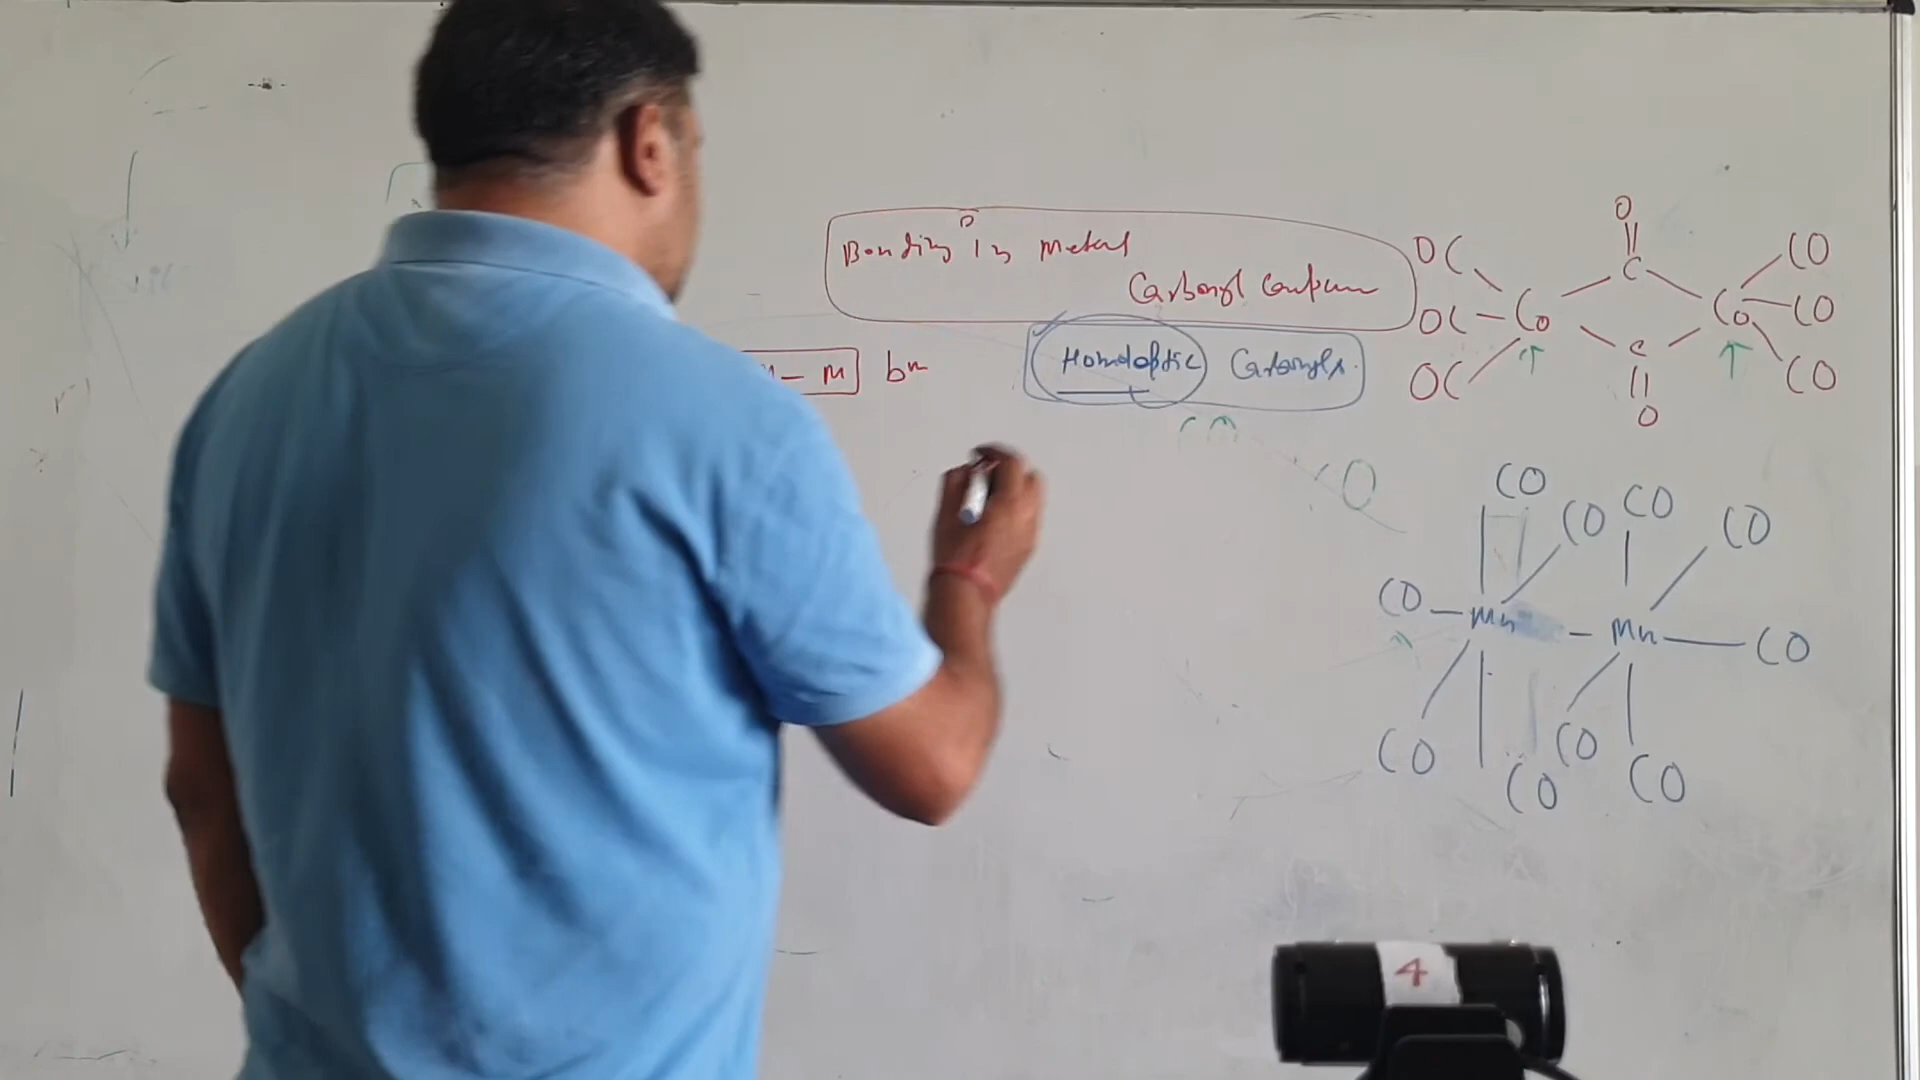 Bonding in metal
Carbonyl Compoun
– m bn
Homoleptic Carbonyls.
O
OC C CO
OC – Co Co – CO
OC C CO
O
CO
CO CO CO CO
CO – Mn – Mn – CO
CO CO CO CO
4